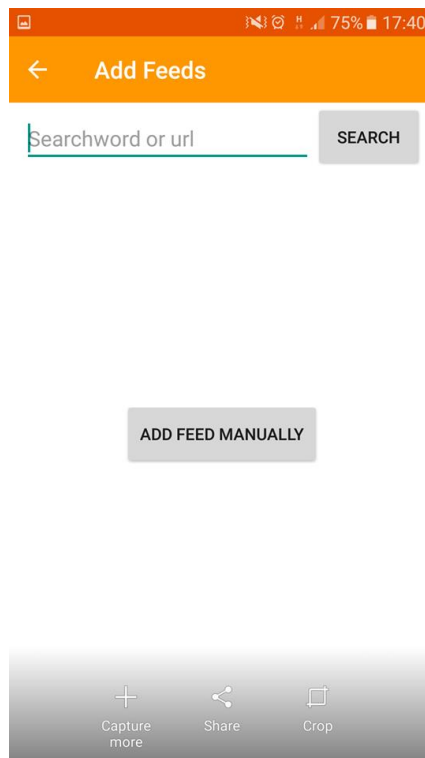 75% 17:40
Add Feeds
Searchword or url
SEARCH
ADD FEED MANUALLY
Capture
more
Share
Crop